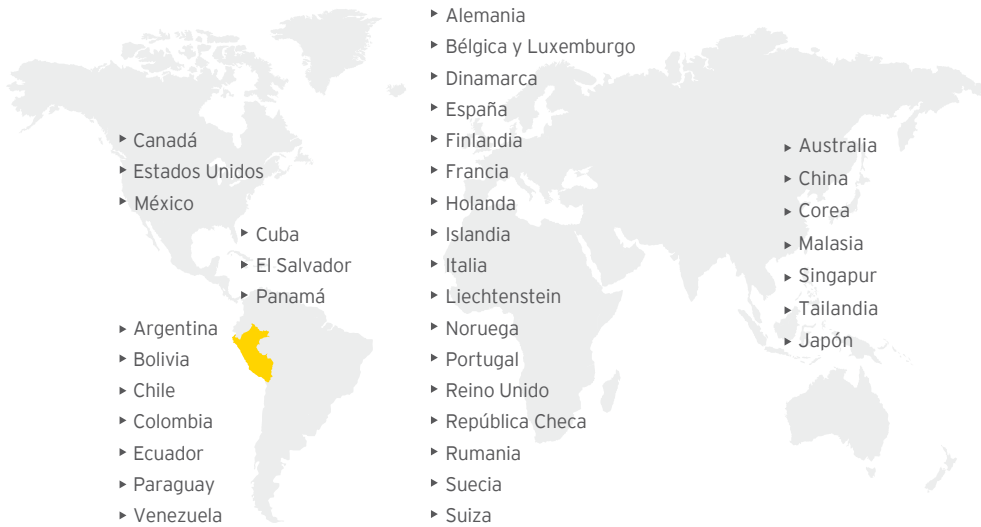 ▸ Canadá
▸ Estados Unidos
▸ México
▸ Cuba
▸ El Salvador
▸ Panamá
▸ Argentina
▸ Bolivia
▸ Chile
▸ Colombia
▸ Ecuador
▸ Paraguay
▸ Venezuela
▸ Alemania
▸ Bélgica y Luxemburgo
▸ Dinamarca
▸ España
▸ Finlandia
▸ Francia
▸ Holanda
▸ Islandia
▸ Italia
▸ Liechtenstein
▸ Noruega
▸ Portugal
▸ Reino Unido
▸ República Checa
▸ Rumania
▸ Suecia
▸ Suiza
▸ Australia
▸ China
▸ Corea
▸ Malasia
▸ Singapur
▸ Tailandia
▸ Japón